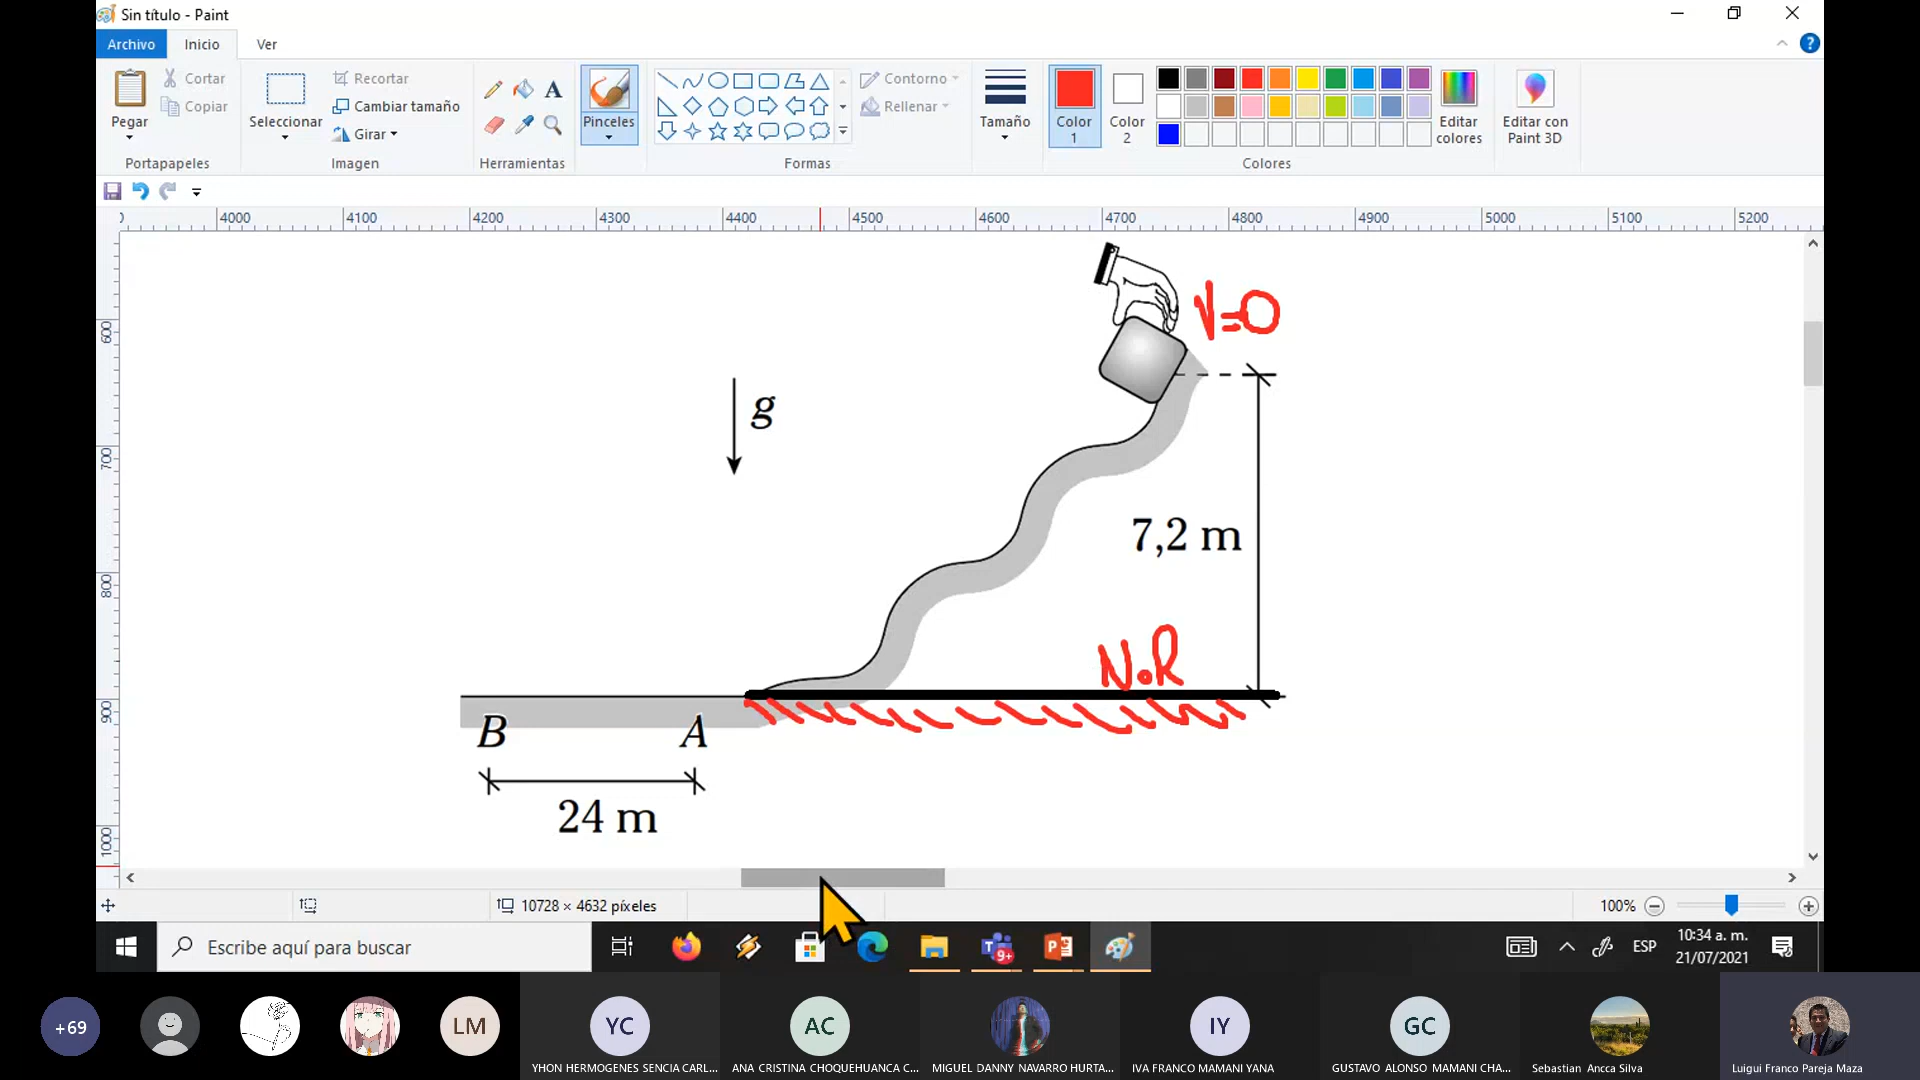 Sin título - Paint
Archivo Inicio Ver
Pegar
Cortar
Copiar
Portapapeles
Seleccionar
Recortar
Cambiar tamaño
Girar
Imagen
A
Herramientas
Pinceles
Contorno
Rellenar
Formas
Tamaño
Color 1
Color 2
Editar colores
Editar con Paint 3D
Colores
4000 4100 4200 4300 4400 4500 4600 4700 4800 4900 5000 5100 5200
600
700
800
900
1000
V=0
g
7,2 m
N.R
B A
24 m
10728 × 4632 píxeles
100%
Escribe aquí para buscar
9+
ESP
10:34 a. m.
21/07/2021
+69
LM
YC
AC
IY
GC
YHON HERMOGENES SENCIA CARL...
ANA CRISTINA CHOQUEHUANCA C...
MIGUEL DANNY NAVARRO HURTA...
IVA FRANCO MAMANI YANA
GUSTAVO ALONSO MAMANI CHA...
Sebastian Ancca Silva
Luigui Franco Pareja Maza